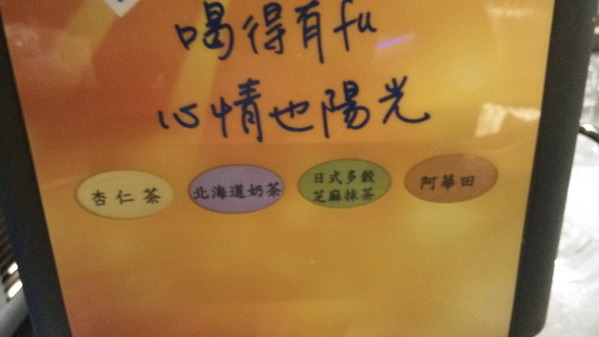 喝得有fu
心情也陽光
杏仁茶
北海道奶茶
日式多穀
芝麻抹茶
阿華田